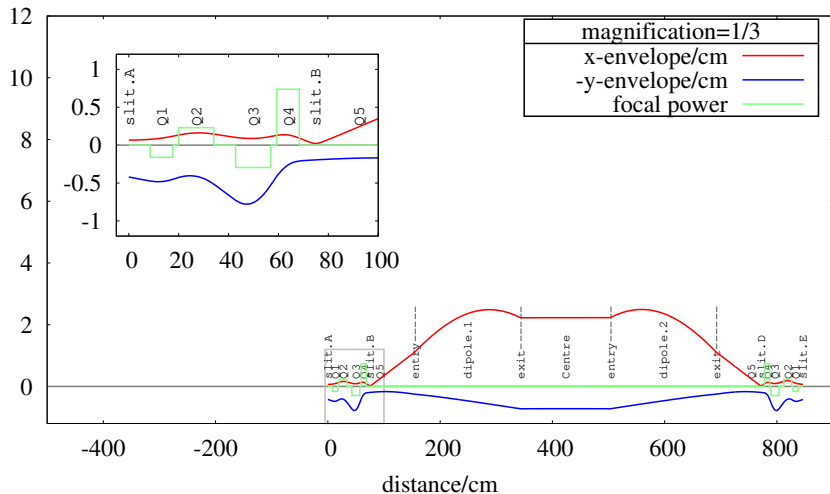 magnification=1/3
x-envelope/cm
-y-envelope/cm
focal power
12
10
8
6
4
2
0
-400
-200
0
200
400
600
800
distance/cm
1
0.5
0
-0.5
-1
0
20
40
60
80
100
slit.A
Q1
Q2
Q3
Q4
slit.B
Q5
slit.A
Q1
Q2
Q3
Q4
slit.B
Q5
entry
dipole.1
exit
Centre
entry
dipole.2
exit
Q5
slit.D
Q4
Q3
Q2
Q1
slit.E